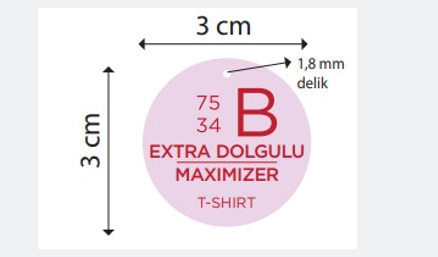 3 cm
1,8 mm
delik
3 cm
75
34
B
EXTRA DOLGULU
MAXIMIZER
T-SHIRT